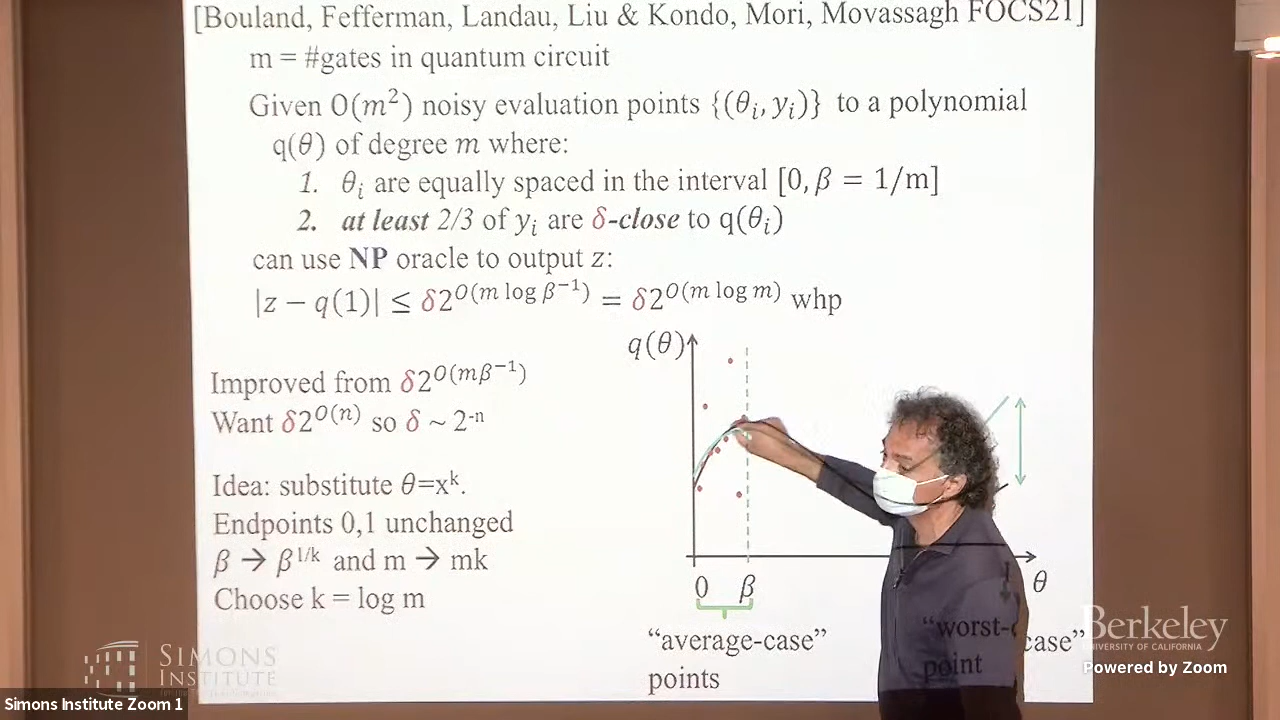 [Bouland, Fefferman, Landau, Liu & Kondo, Mori, Movassagh FOCS21]
m = #gates in quantum circuit
Given O(m²) noisy evaluation points {(θᵢ, yᵢ)} to a polynomial
q(θ) of degree m where:
1. θᵢ are equally spaced in the interval [0, β = 1/m]
2. at least 2/3 of yᵢ are δ-close to q(θᵢ)
can use NP oracle to output z:
|z − q(1)| ≤ δ2^{O(m log β⁻¹)} = δ2^{O(m log m)} whp
Improved from δ2^{O(mβ⁻¹)}
Want δ2^{O(n)} so δ ~ 2⁻ⁿ
Idea: substitute θ=xᵏ.
Endpoints 0,1 unchanged
β → β^{1/k} and m → mk
Choose k = log m
q(θ)
0 β θ
"average-case"
points
"worst-case"
point
SIMONS
INSTITUTE
Berkeley
UNIVERSITY OF CALIFORNIA
Powered by Zoom
Simons Institute Zoom 1